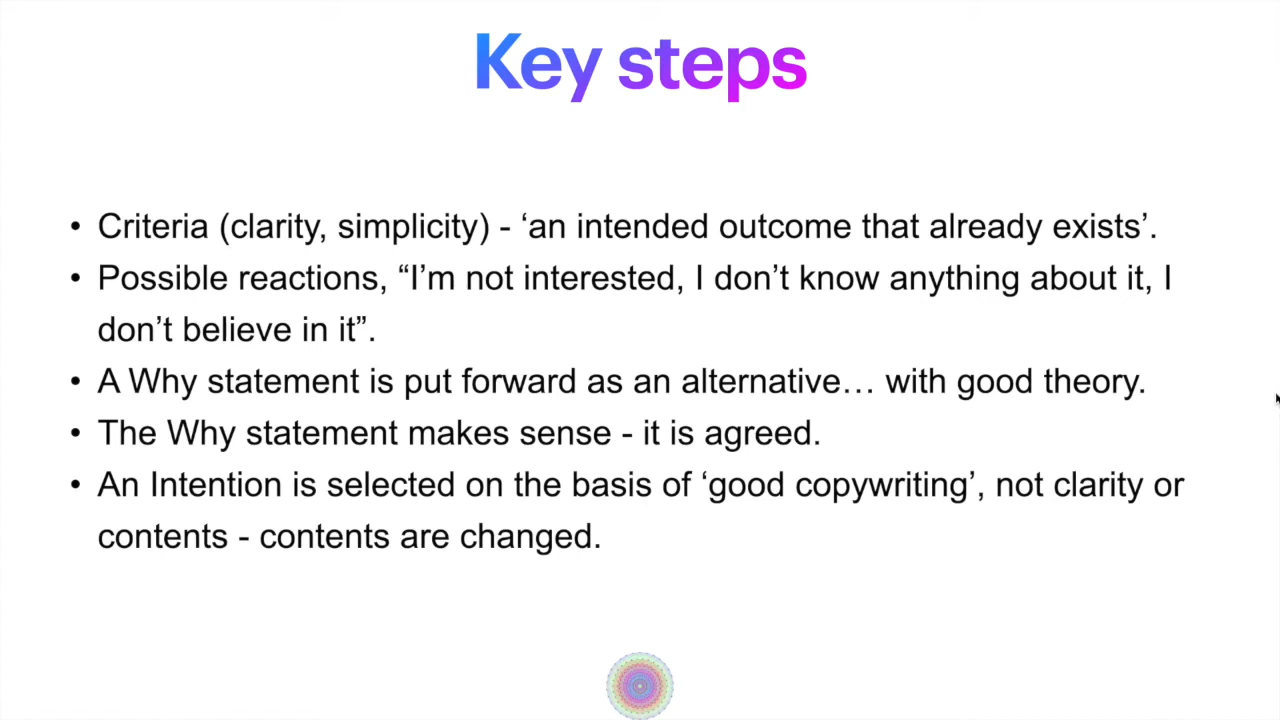 Key steps
• Criteria (clarity, simplicity) - ‘an intended outcome that already exists’.
• Possible reactions, “I’m not interested, I don’t know anything about it, I
don’t believe in it”.
• A Why statement is put forward as an alternative… with good theory.
• The Why statement makes sense - it is agreed.
• An Intention is selected on the basis of ‘good copywriting’, not clarity or
contents - contents are changed.